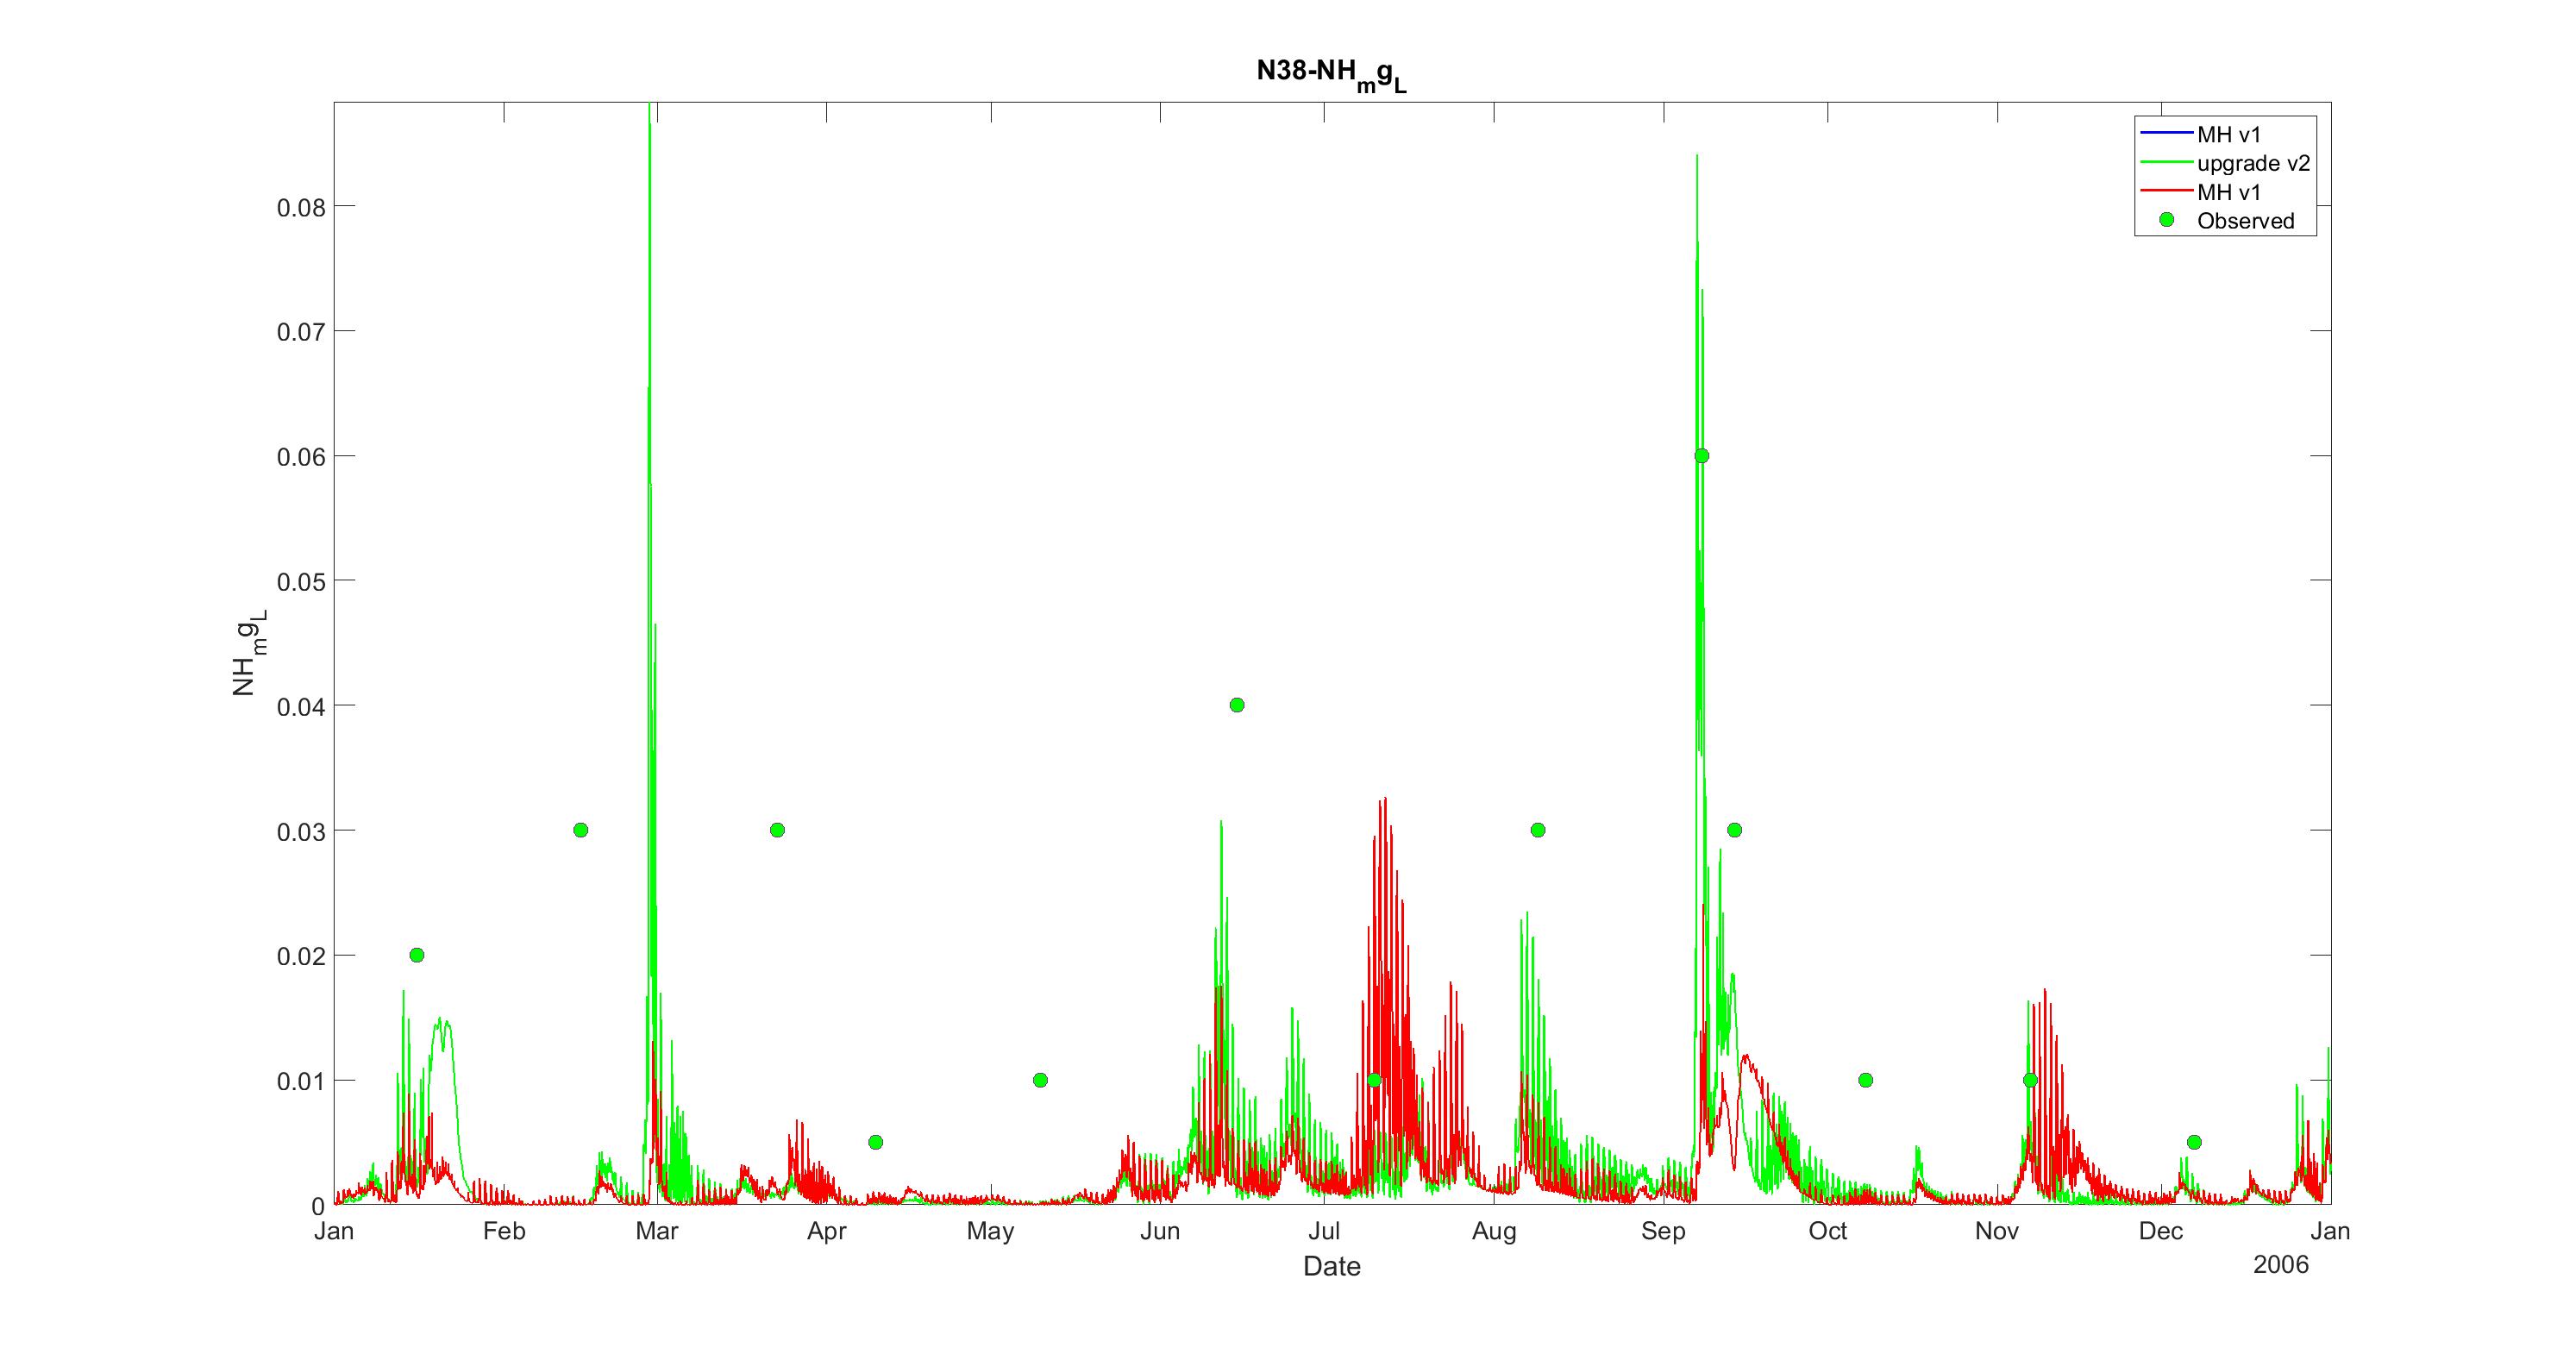 N38-NHmgL
MH v1
upgrade v2
MH v1
Observed
0.08
0.07
0.06
0.05
0.04
0.03
0.02
0.01
0
NHmgL
Jan Feb Mar Apr May Jun Jul Aug Sep Oct Nov Dec Jan
Date
2006